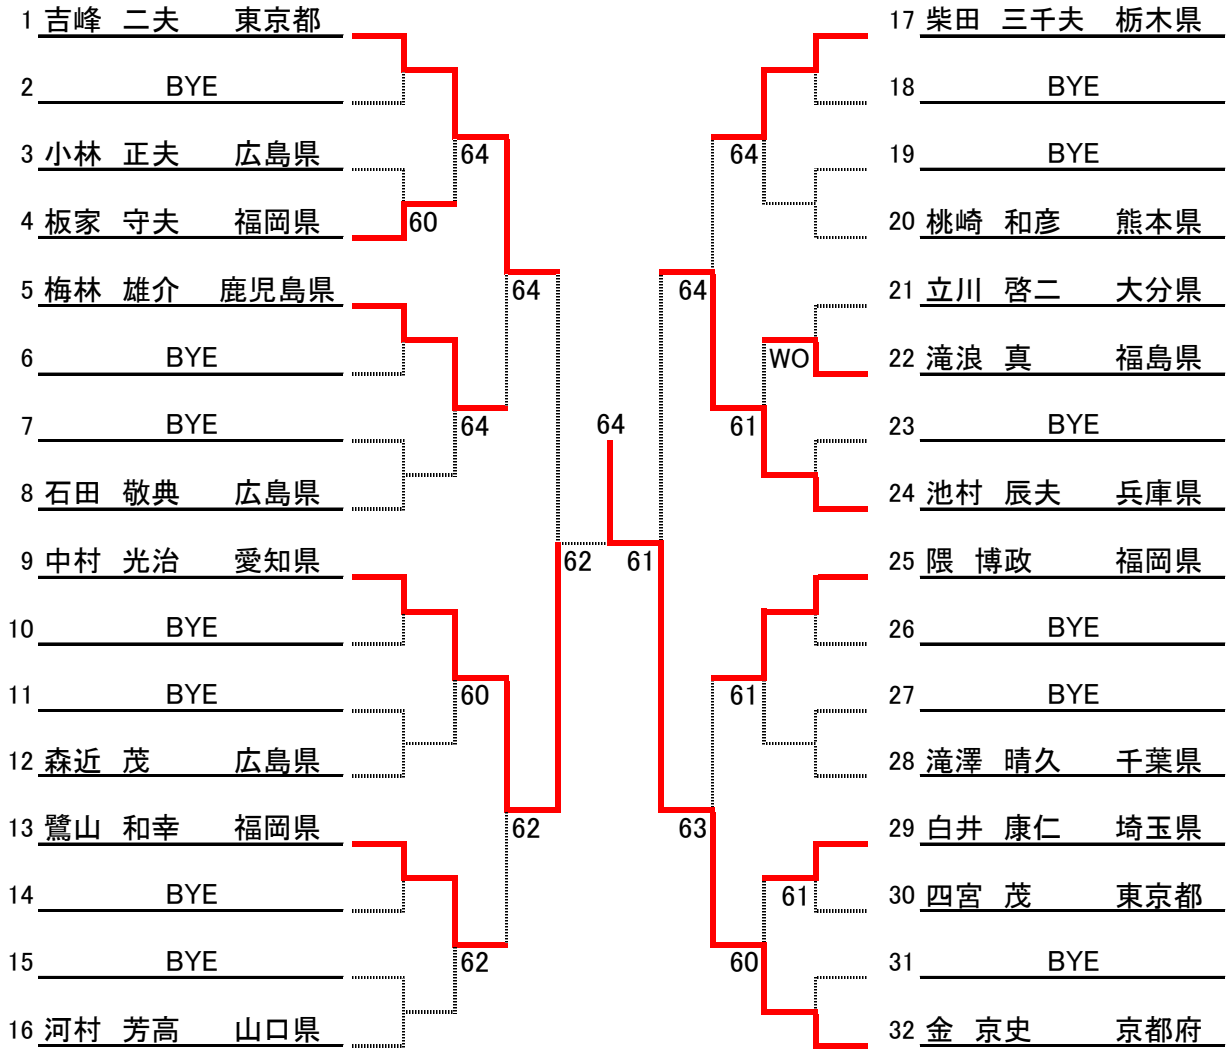 1 吉峰 二夫 東京都
2 BYE
3 小林 正夫 広島県
4 板家 守夫 福岡県
5 梅林 雄介 鹿児島県
6 BYE
7 BYE
8 石田 敬典 広島県
9 中村 光治 愛知県
10 BYE
11 BYE
12 森近 茂 広島県
13 鷺山 和幸 福岡県
14 BYE
15 BYE
16 河村 芳高 山口県
60
64
64
60
62
64
62
62
64
61
64
63
64
61
61
60
WO
61
17 柴田 三千夫 栃木県
18 BYE
19 BYE
20 桃崎 和彦 熊本県
21 立川 啓二 大分県
22 滝浪 真 福島県
23 BYE
24 池村 辰夫 兵庫県
25 隈 博政 福岡県
26 BYE
27 BYE
28 滝澤 晴久 千葉県
29 白井 康仁 埼玉県
30 四宮 茂 東京都
31 BYE
32 金 京史 京都府